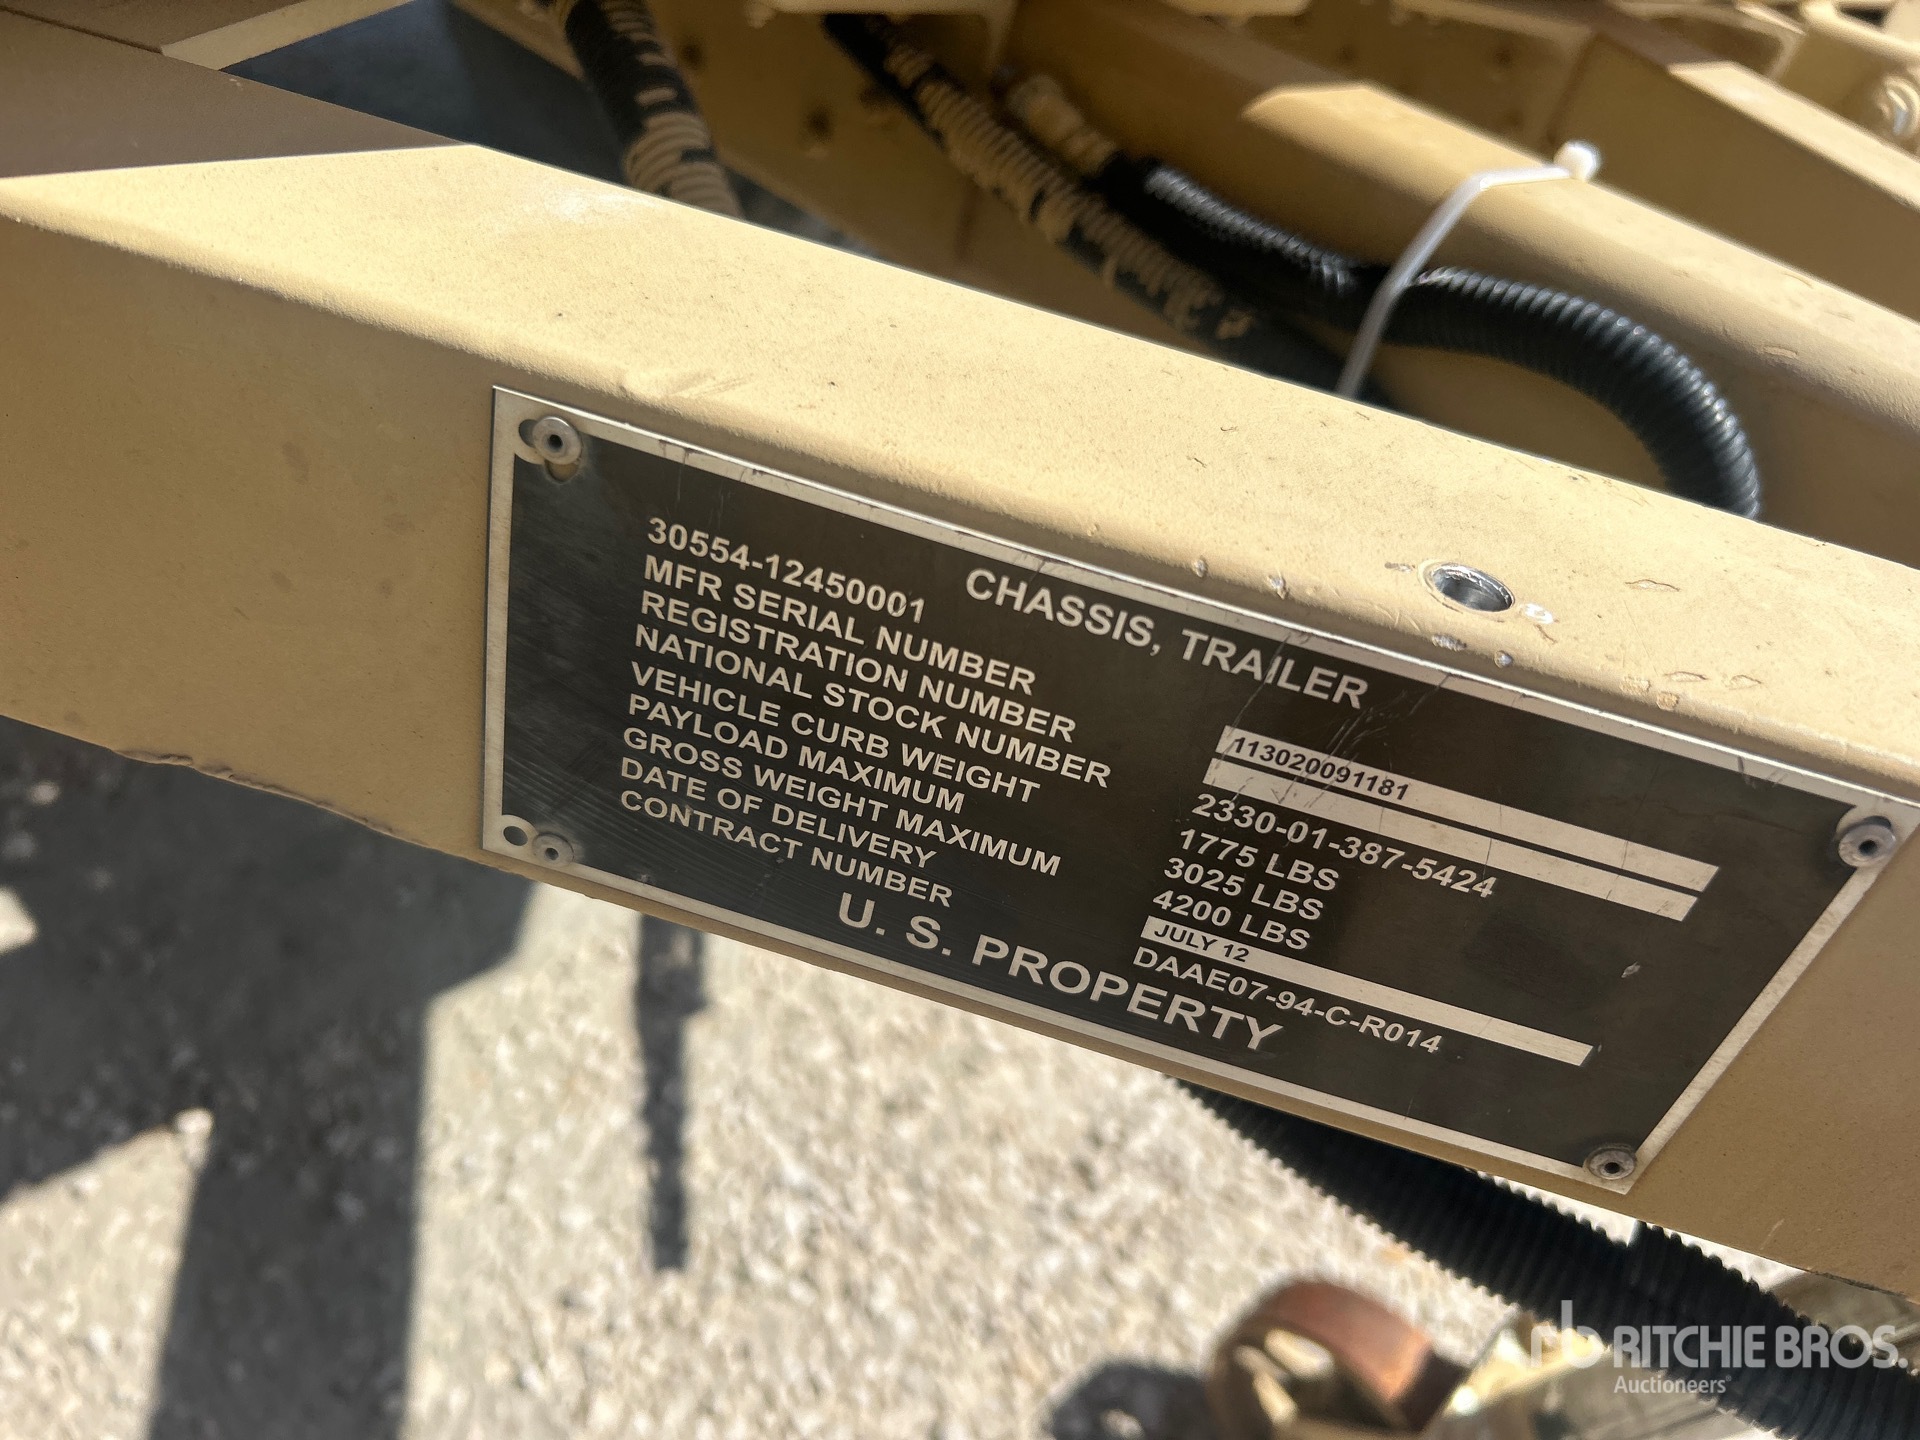 CHASSIS, TRAILER
30554-12450001
MFR SERIAL NUMBER 113020091181
REGISTRATION NUMBER
NATIONAL STOCK NUMBER 2330-01-387-5424
VEHICLE CURB WEIGHT 1775 LBS
PAYLOAD MAXIMUM 3025 LBS
GROSS WEIGHT MAXIMUM 4200 LBS
DATE OF DELIVERY JULY 12
CONTRACT NUMBER DAAE07-94-C-R014
U. S. PROPERTY
rb RITCHIE BROS.
Auctioneers